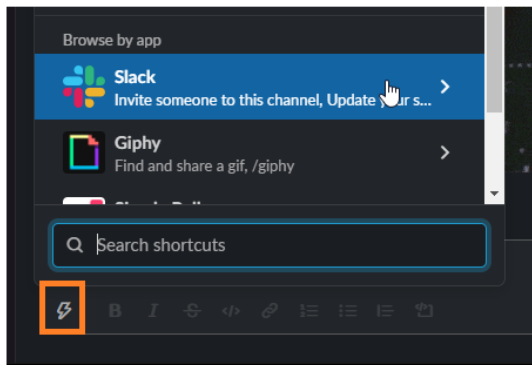 Browse by app
Slack
Invite someone to this channel, Update your s...
Giphy
Find and share a gif, /giphy
Search shortcuts
B I S </>